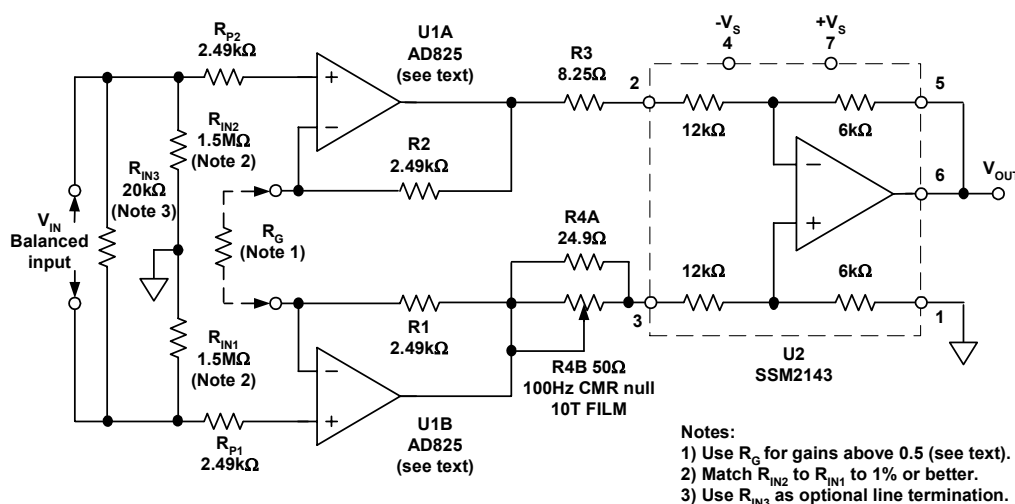 -VS
4
+VS
7
RP2
2.49kΩ
U1A
AD825
(see text)
R3
8.25Ω
2
5
+
−
12kΩ
6kΩ
RIN2
1.5MΩ
(Note 2)
R2
2.49kΩ
RIN3
20kΩ
(Note 3)
−
+
6
VOUT
VIN
Balanced
input
RG
(Note 1)
R4A
24.9Ω
12kΩ
6kΩ
R1
2.49kΩ
3
1
RIN1
1.5MΩ
(Note 2)
−
+
R4B 50Ω
100Hz CMR null
10T FILM
U2
SSM2143
RP1
2.49kΩ
U1B
AD825
(see text)
Notes:
1) Use RG for gains above 0.5 (see text).
2) Match RIN2 to RIN1 to 1% or better.
3) Use RIN3 as optional line termination.